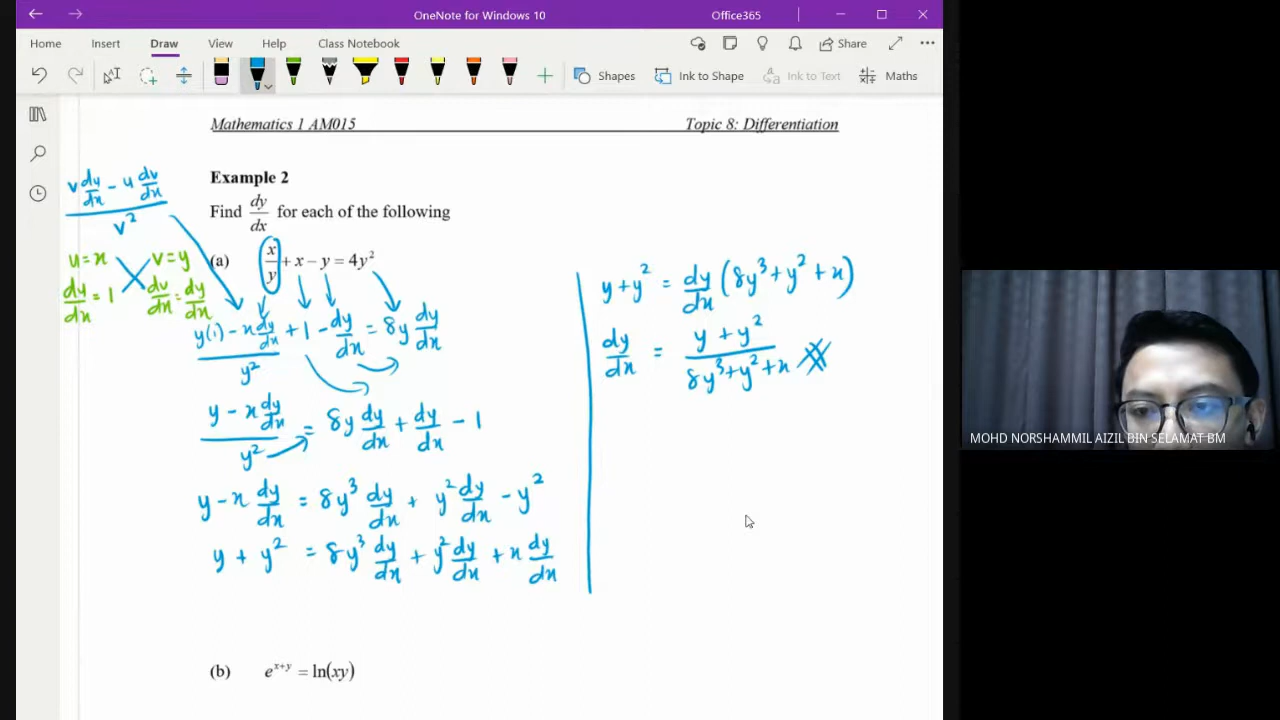 OneNote for Windows 10
Office365
Home Insert Draw View Help Class Notebook Share
Shapes Ink to Shape Ink to Text Maths
Mathematics 1 AM015 Topic 8: Differentiation
Example 2
Find dy/dx for each of the following
(v dy/dx - u dv/dx) / v²
u = x v = y
dy/dx = 1 dv/dx = dy/dx
(a) x/y + x − y = 4y²
(y(1) - x dy/dx) / y² + 1 - dy/dx = 8y dy/dx
(y - x dy/dx) / y² = 8y dy/dx + dy/dx - 1
y - x dy/dx = 8y³ dy/dx + y² dy/dx - y²
y + y² = 8y³ dy/dx + y² dy/dx + x dy/dx
y + y² = dy/dx (8y³ + y² + x)
dy/dx = (y + y²) / (8y³ + y² + x)
(b) e^(x+y) = ln(xy)
MOHD NORSHAMMIL AIZIL BIN SELAMAT BM